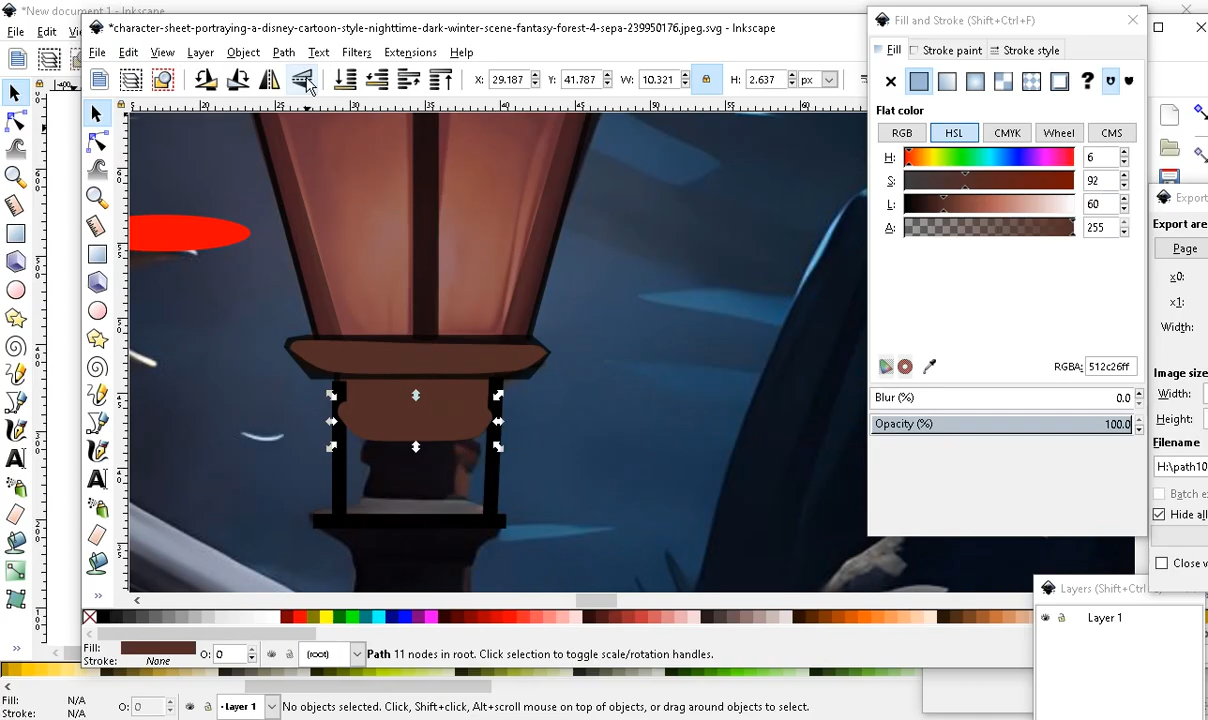 *New document 1 - Inkscape
*character-sheet-portraying-a-disney-cartoon-style-nighttime-dark-winter-scene-fantasy-forest-4-sepa-239950176.jpeg.svg - Inkscape
File
File Edit View Layer Object Path Text Filters Extensions Help
X: 29.187 Y: 41.787 W: 10.321 H: 2.637 px
Fill and Stroke (Shift+Ctrl+F)
Fill Stroke paint Stroke style
Flat color
RGB HSL CMYK Wheel CMS
H: 6
S: 92
L: 60
A: 255
RGBA: 512c26ff
Blur (%) 0.0
Opacity (%) 100.0
Export
Export are
Page
x0:
x1:
Width:
Image size
Width:
Height:
Filename
H:\path10
Batch e
Hide all
Close
Layers (Shift+Ctrl
Layer 1
Fill:
Stroke: None
O: 0
(root)
Path 11 nodes in root. Click selection to toggle scale/rotation handles.
Fill: N/A
Stroke: N/A
O: 0
Layer 1
No objects selected. Click, Shift+click, Alt+scroll mouse on top of objects, or drag around objects to select.